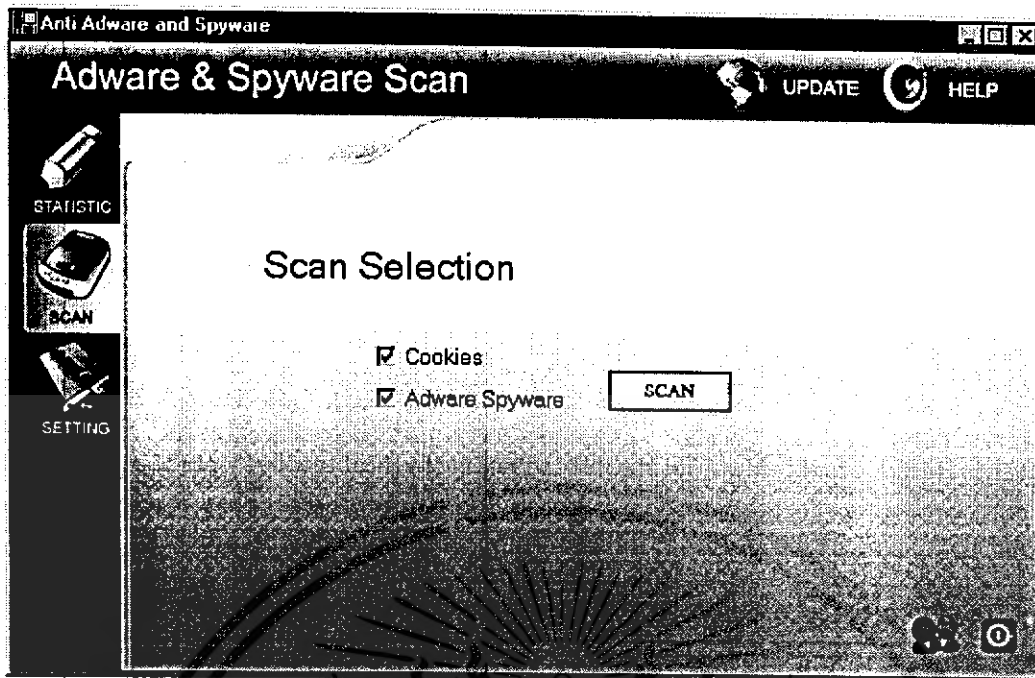 Anti Adware and Spyware
Adware & Spyware Scan
UPDATE
HELP
STATISTIC
SCAN
SETTING
Scan Selection
Cookies
Adware Spyware
SCAN